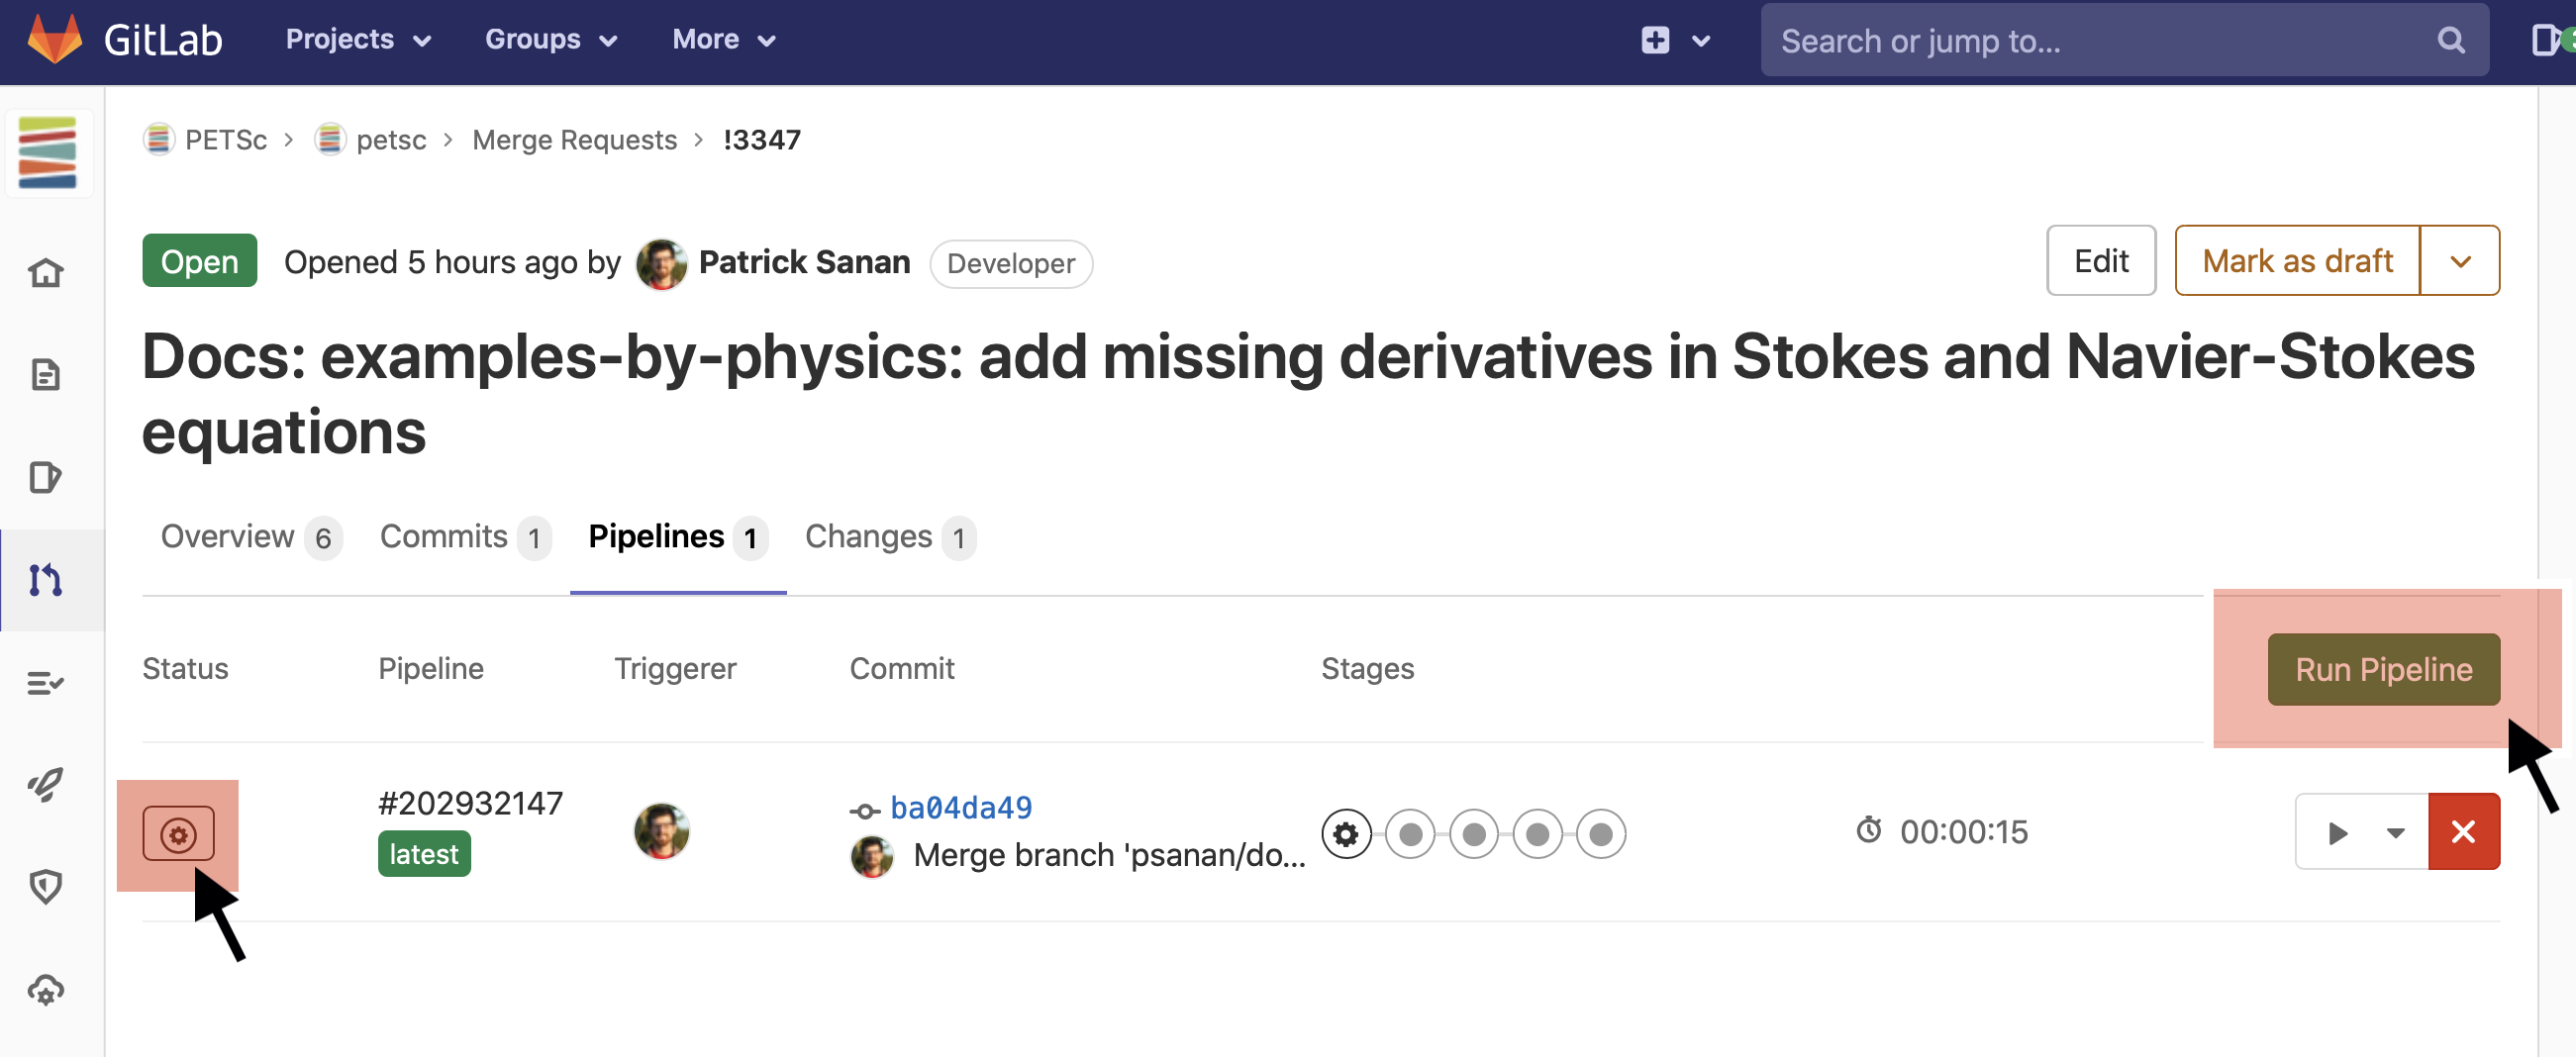 GitLab Projects Groups More Search or jump to...
PETSc > petsc > Merge Requests > !3347
Open Opened 5 hours ago by Patrick Sanan Developer Edit Mark as draft
Docs: examples-by-physics: add missing derivatives in Stokes and Navier-Stokes
equations
Overview 6 Commits 1 Pipelines 1 Changes 1
Status Pipeline Triggerer Commit Stages Run Pipeline
#202932147 ba04da49
latest Merge branch 'psanan/do... 00:00:15